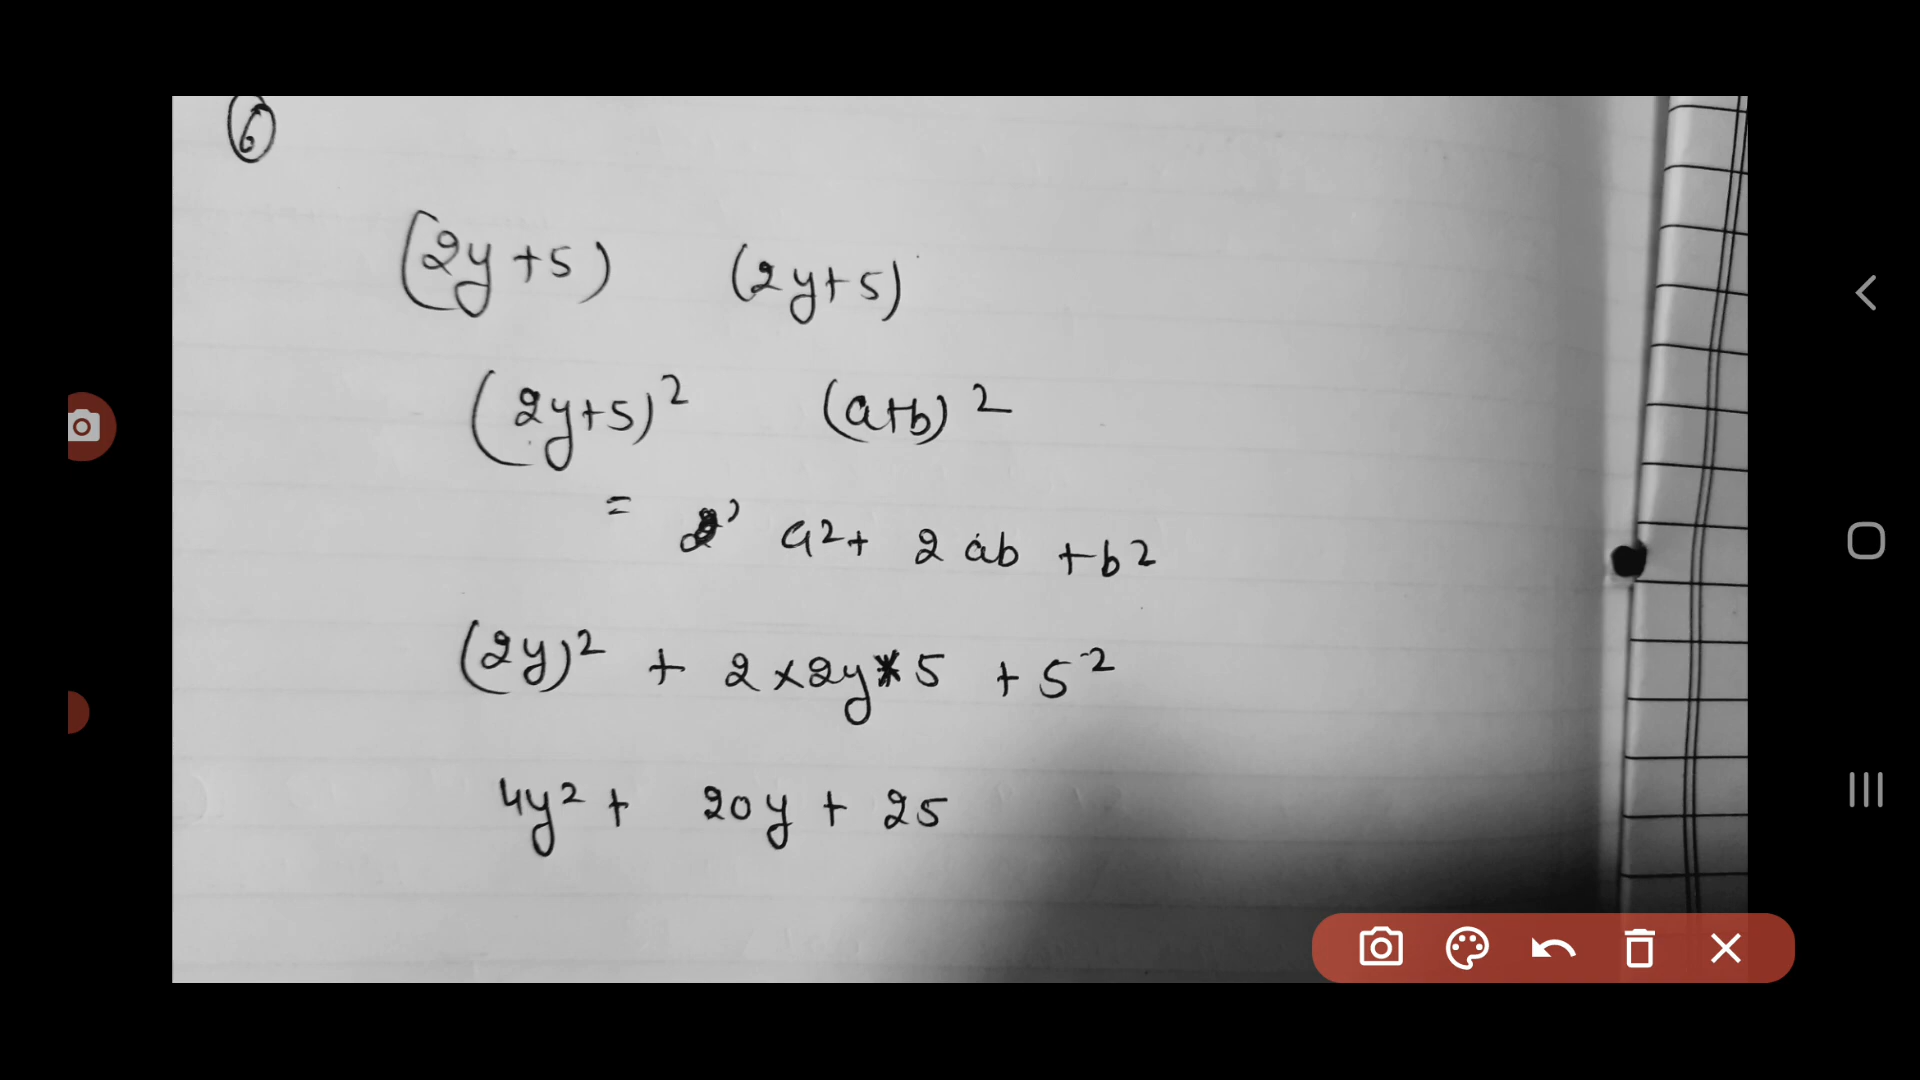 6
(2y+5) (2y+5)
(2y+5)² (a+b)²
= a² + 2ab + b²
(2y)² + 2×2y×5 + 5²
4y² + 20y + 25